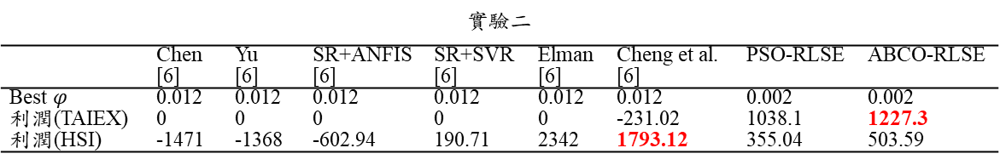 實驗二
Chen Yu SR+ANFIS SR+SVR Elman Cheng et al. PSO-RLSE ABCO-RLSE
[6] [6] [6] [6] [6] [6]
Best φ 0.012 0.012 0.012 0.012 0.012 0.012 0.002 0.002
利潤(TAIEX) 0 0 0 0 0 -231.02 1038.1 1227.3
利潤(HSI) -1471 -1368 -602.94 190.71 2342 1793.12 355.04 503.59